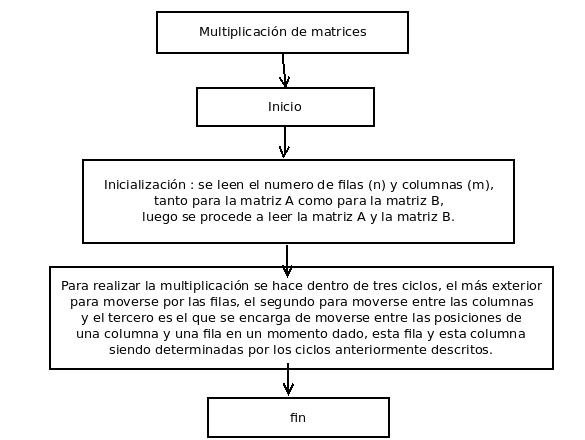 Multiplicación de matrices
Inicio
Inicialización : se leen el numero de filas (n) y columnas (m),
tanto para la matriz A como para la matriz B,
luego se procede a leer la matriz A y la matriz B.
Para realizar la multiplicación se hace dentro de tres ciclos, el más exterior
para moverse por las filas, el segundo para moverse entre las columnas
y el tercero es el que se encarga de moverse entre las posiciones de
una columna y una fila en un momento dado, esta fila y esta columna
siendo determinadas por los ciclos anteriormente descritos.
fin